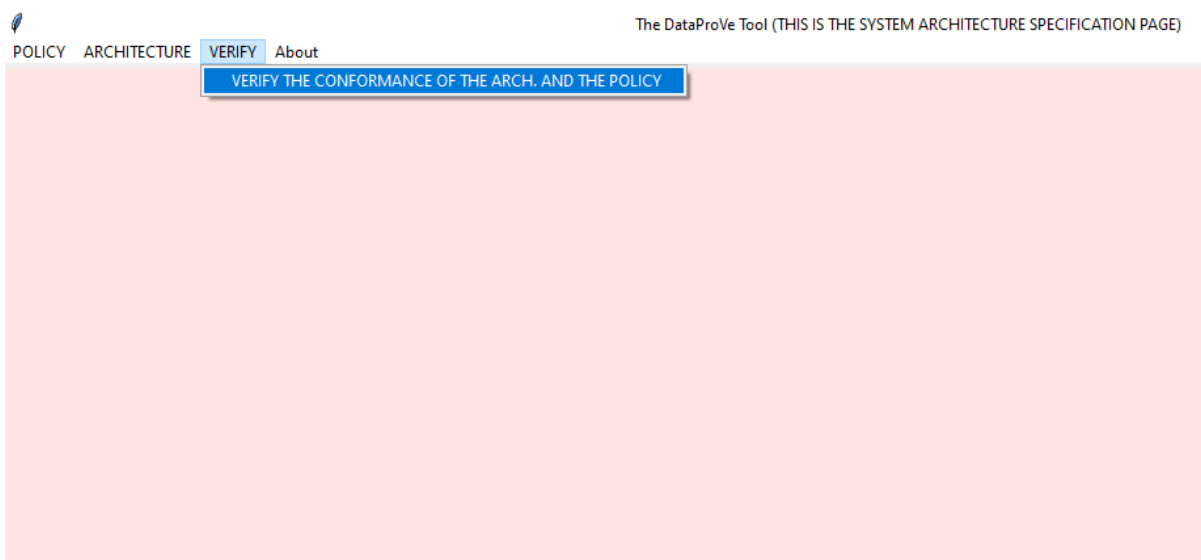 The DataProVe Tool (THIS IS THE SYSTEM ARCHITECTURE SPECIFICATION PAGE)
POLICY ARCHITECTURE VERIFY About
VERIFY THE CONFORMANCE OF THE ARCH. AND THE POLICY